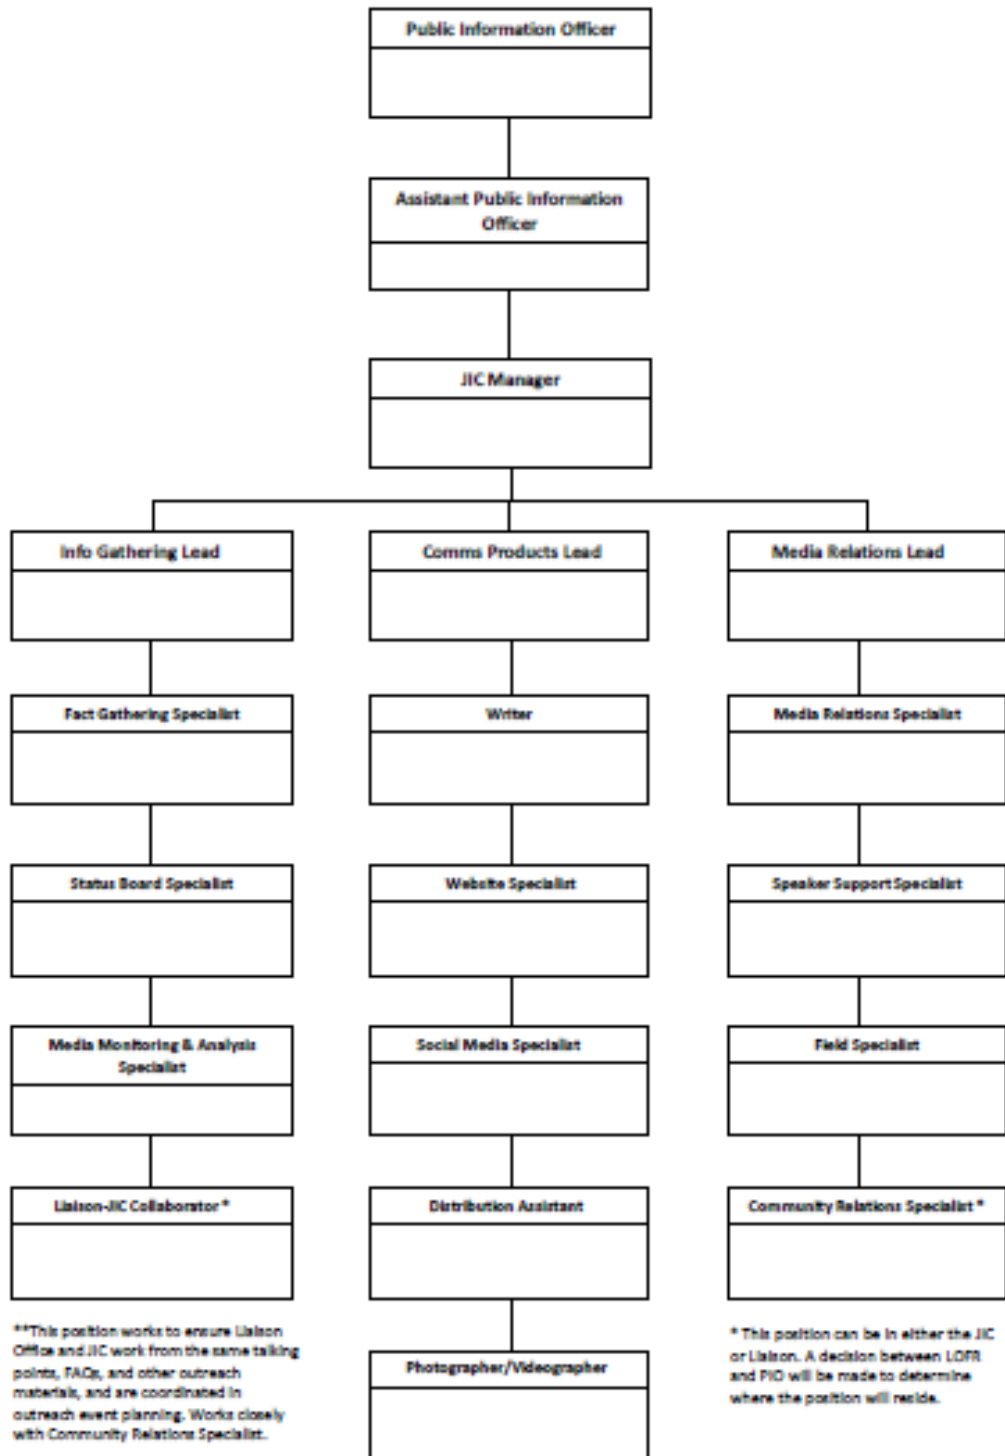 Public Information Officer
Assistant Public Information
Officer
JIC Manager
Info Gathering Lead
Comms Products Lead
Media Relations Lead
Fact Gathering Specialist
Writer
Media Relations Specialist
Status Board Specialist
Website Specialist
Speaker Support Specialist
Media Monitoring & Analysis
Specialist
Social Media Specialist
Field Specialist
Liaison-JIC Collaborator *
Distribution Assistant
Community Relations Specialist *
**This position works to ensure Liaison
Office and JIC work from the same talking
points, FAQs, and other outreach
materials, and are coordinated in
outreach event planning. Works closely
with Community Relations Specialist.
Photographer/Videographer
* This position can be in either the JIC
or Liaison. A decision between LOFR
and PIO will be made to determine
where the position will reside.